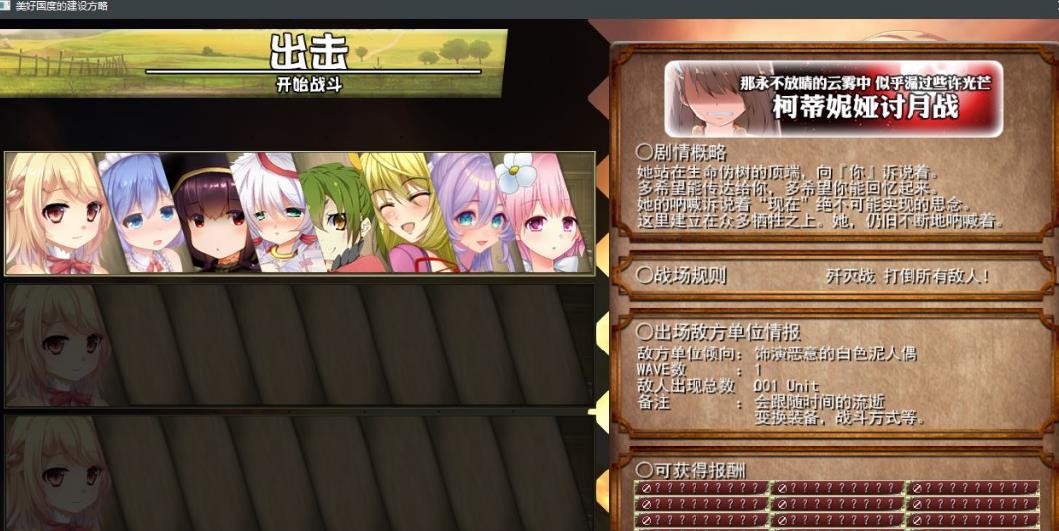 美好国度的建设方略
出击
开始战斗
那永不放晴的云雾中 似乎漏过些许光芒
柯蒂妮娅讨月战
〇剧情概略
她站在生命伪树的顶端，向『你』诉说着。
多希望能传达给你，多希望你能回忆起来。
她的呐喊诉说着“现在”绝不可能实现的思念。
这里建立在众多牺牲之上。她，仍旧不断地呐喊着。
〇战场规则
歼灭战 打倒所有敌人！
〇出场敌方单位情报
敌方单位倾向：饰演恶意的白色泥人偶
WAVE数 ：1
敌人出现总数 001 Unit
备注 ：会跟随时间的流逝
变换装备，战斗方式等。
〇可获得报酬
？？？？？？？？？ ？？？？？？？？？ ？？？？？？？？？
？？？？？？？？？ ？？？？？？？？？ ？？？？？？？？？
？？？？？？？？？ ？？？？？？？？？ ？？？？？？？？？